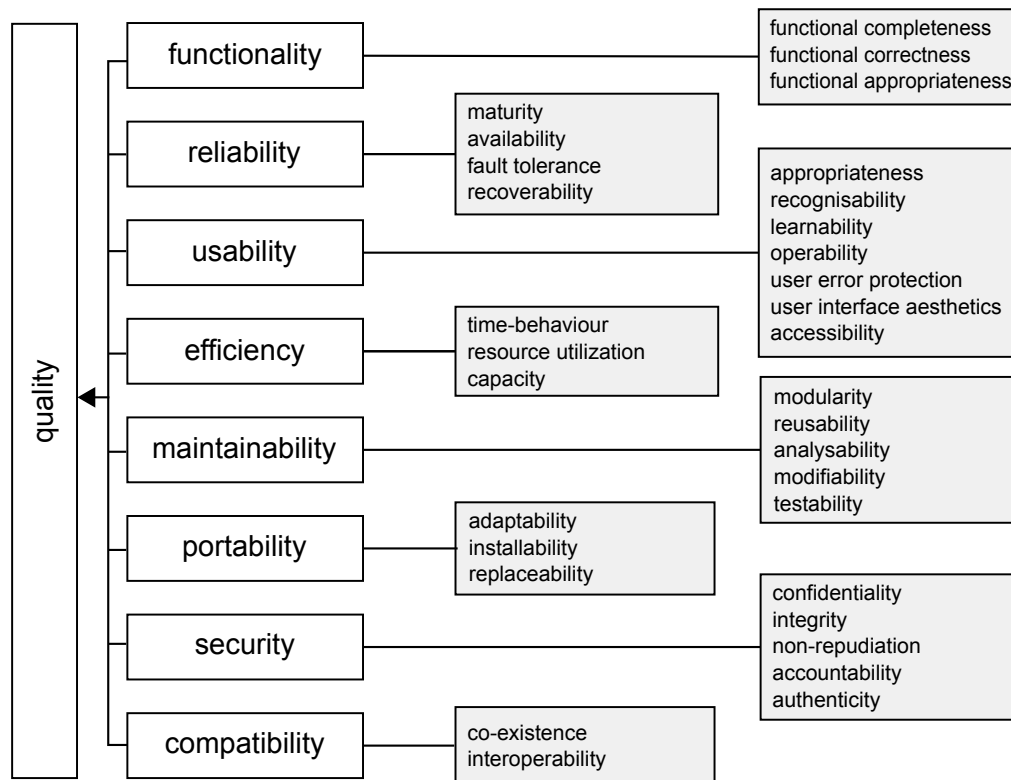 quality
functionality
functional completeness
functional correctness
functional appropriateness
reliability
maturity
availability
fault tolerance
recoverability
usability
appropriateness
recognisability
learnability
operability
user error protection
user interface aesthetics
accessibility
efficiency
time-behaviour
resource utilization
capacity
maintainability
modularity
reusability
analysability
modifiability
testability
portability
adaptability
installability
replaceability
security
confidentiality
integrity
non-repudiation
accountability
authenticity
compatibility
co-existence
interoperability